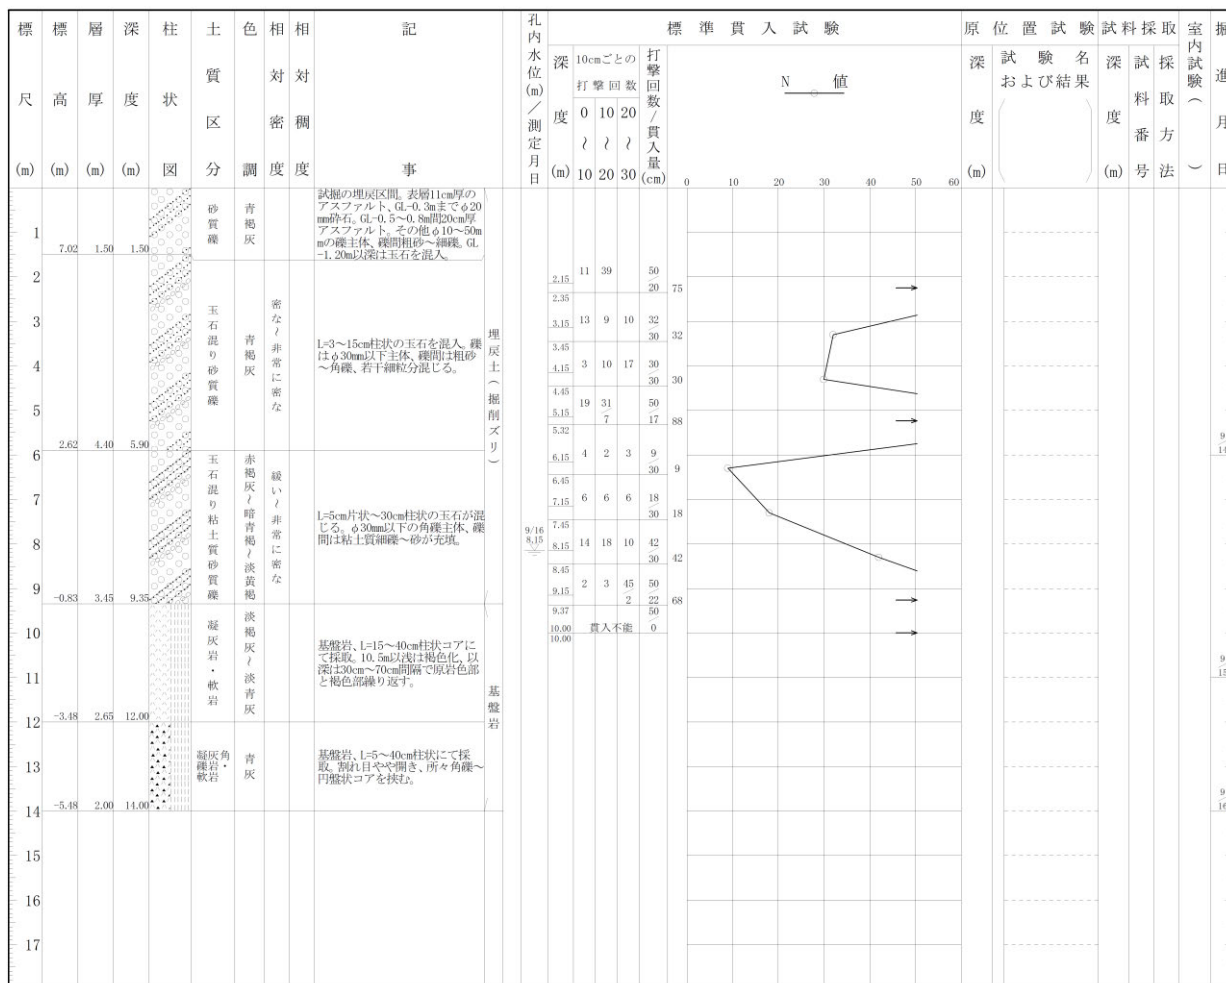 標尺(m)
標高(m)
層厚(m)
深度(m)
柱状図
土質区分
色調
相対密度
相対稠度
記事
孔内水位(m)/測定月日
標準貫入試験
深度(m)
10cmごとの
打撃回数
0〜10
10〜20
20〜30
打撃回数/貫入量(cm)
N 値
0 10 20 30 40 50 60
原位置試験
深度(m)
試験名
および結果
試料採取
深度(m)
試料番号
採取方法
室内試験( )
掘進月日
1
2
3
4
5
6
7
8
9
10
11
12
13
14
15
16
17
7.02 1.50 1.50
砂質礫
青褐灰
試掘の埋戻区間。表層11cm厚の
アスファルト、GL-0.3mまでφ20
mm砕石。GL-0.5〜0.8m間20cm厚
アスファルト。その他φ10〜50m
mの礫主体、礫間粗砂〜細礫。GL
-1.20m以深は玉石を混入。
2.62 4.40 5.90
玉石混り砂質礫
青褐灰
密な〜非常に密な
L=3〜15cm柱状の玉石を混入。礫
はφ30mm以下主体、礫間は粗砂
〜角礫、若干細粒分混じる。
埋戻土(掘削ズリ)
-0.83 3.45 9.35
玉石混り粘土質砂質礫
赤褐灰〜暗青褐〜淡黄褐
緩い〜非常に密な
L=5cm片状〜30cm柱状の玉石が混
じる。φ30mm以下の角礫主体、礫
間は粘土質細礫〜砂が充填。
9/16
8.15
-3.48 2.65 12.00
凝灰岩・軟岩
淡褐灰〜淡青灰
基盤岩、L=15〜40cm柱状コアに
て採取。10.5m以浅は褐色化、以
深は30cm〜70cm間隔で原岩色部
と褐色部繰り返す。
基盤岩
-5.48 2.00 14.00
凝灰角
礫岩・
軟岩
青灰
基盤岩、L=5〜40cm柱状にて採
取。割れ目やや開き、所々角礫〜
円盤状コアを挟む。
2.15 11 39 50
2.35 20 75
3.15 13 9 10 32
3.45 30 32
4.15 3 10 17 30
4.45 30 30
5.15 19 31 50
5.32 7 17 88
6.15 4 2 3 9
6.45 30 9
7.15 6 6 6 18
7.45 30 18
8.15 14 18 10 42
8.45 30 42
9.15 2 3 45 50
9.37 2 22 68
10.00 貫入不能 50
10.00 0
9
14
9
15
9
16